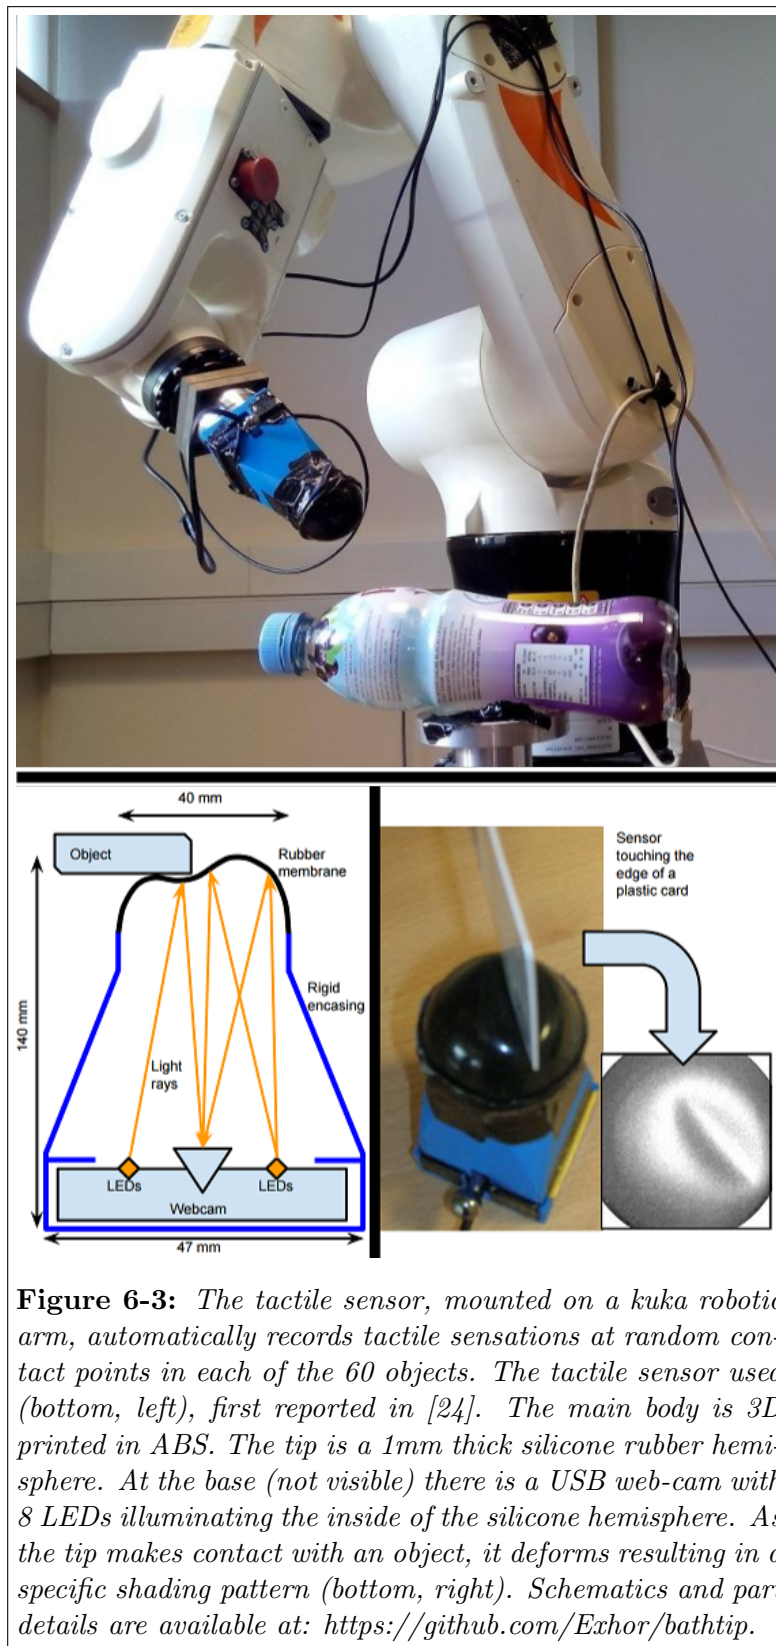 40 mm
Object
Rubber
membrane
140 mm
Rigid
encasing
Light
rays
LEDs
LEDs
Webcam
47 mm
Sensor
touching the
edge of a
plastic card
Figure 6-3: The tactile sensor, mounted on a kuka robotic
arm, automatically records tactile sensations at random con-
tact points in each of the 60 objects. The tactile sensor used
(bottom, left), first reported in [24]. The main body is 3D
printed in ABS. The tip is a 1mm thick silicone rubber hemi-
sphere. At the base (not visible) there is a USB web-cam with
8 LEDs illuminating the inside of the silicone hemisphere. As
the tip makes contact with an object, it deforms resulting in a
specific shading pattern (bottom, right). Schematics and part
details are available at: https://github.com/Exhor/bathtip.